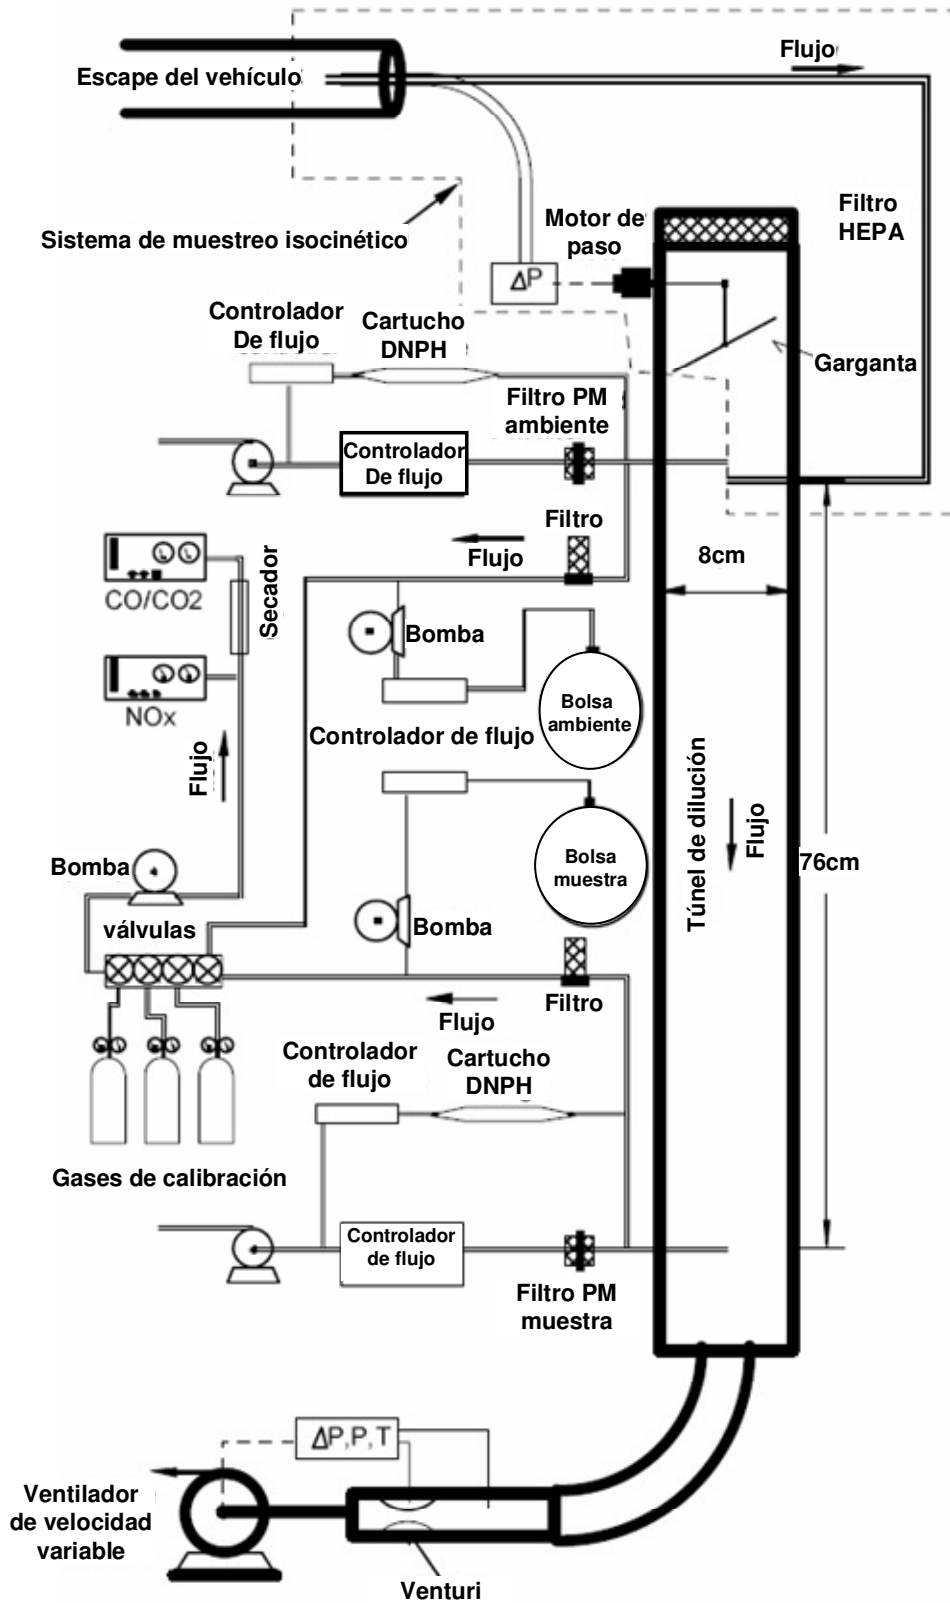 Flujo
Escape del vehículo
Filtro
HEPA
Motor de
paso
Sistema de muestreo isocinético
ΔP
Controlador
De flujo
Cartucho
DNPH
Garganta
Filtro PM
ambiente
Controlador
De flujo
Filtro
Flujo
8cm
CO/CO2
Secador
Bomba
NOx
Bolsa
ambiente
Controlador de flujo
Flujo
Túnel de dilución
Flujo
Bolsa
muestra
76cm
Bomba
válvulas
Bomba
Filtro
Flujo
Controlador
de flujo
Cartucho
DNPH
Gases de calibración
Controlador
de flujo
Filtro PM
muestra
ΔP,P,T
Ventilador
de velocidad
variable
Venturi